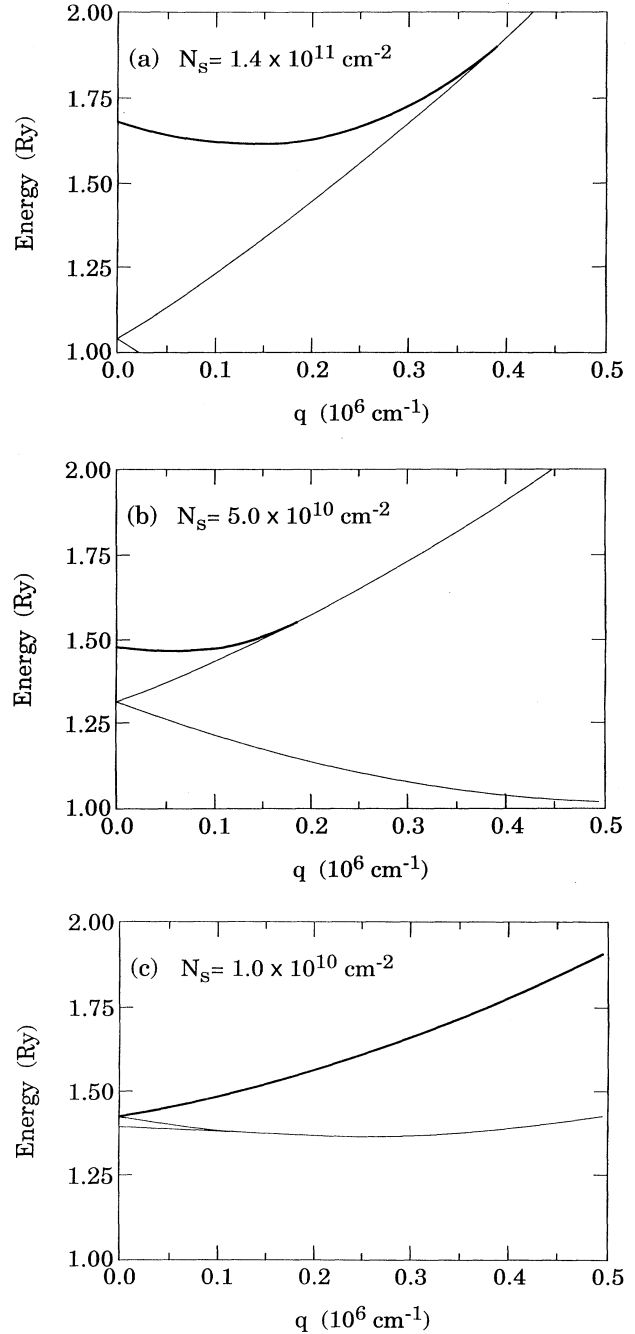 2.00
(a) Ns= 1.4 x 10^11 cm-2
1.75
Energy (Ry)
1.50
1.25
1.00
0.0 0.1 0.2 0.3 0.4 0.5
q (10^6 cm-1)
2.00
(b) Ns= 5.0 x 10^10 cm-2
1.75
Energy (Ry)
1.50
1.25
1.00
0.0 0.1 0.2 0.3 0.4 0.5
q (10^6 cm-1)
2.00
(c) Ns= 1.0 x 10^10 cm-2
1.75
Energy (Ry)
1.50
1.25
1.00
0.0 0.1 0.2 0.3 0.4 0.5
q (10^6 cm-1)